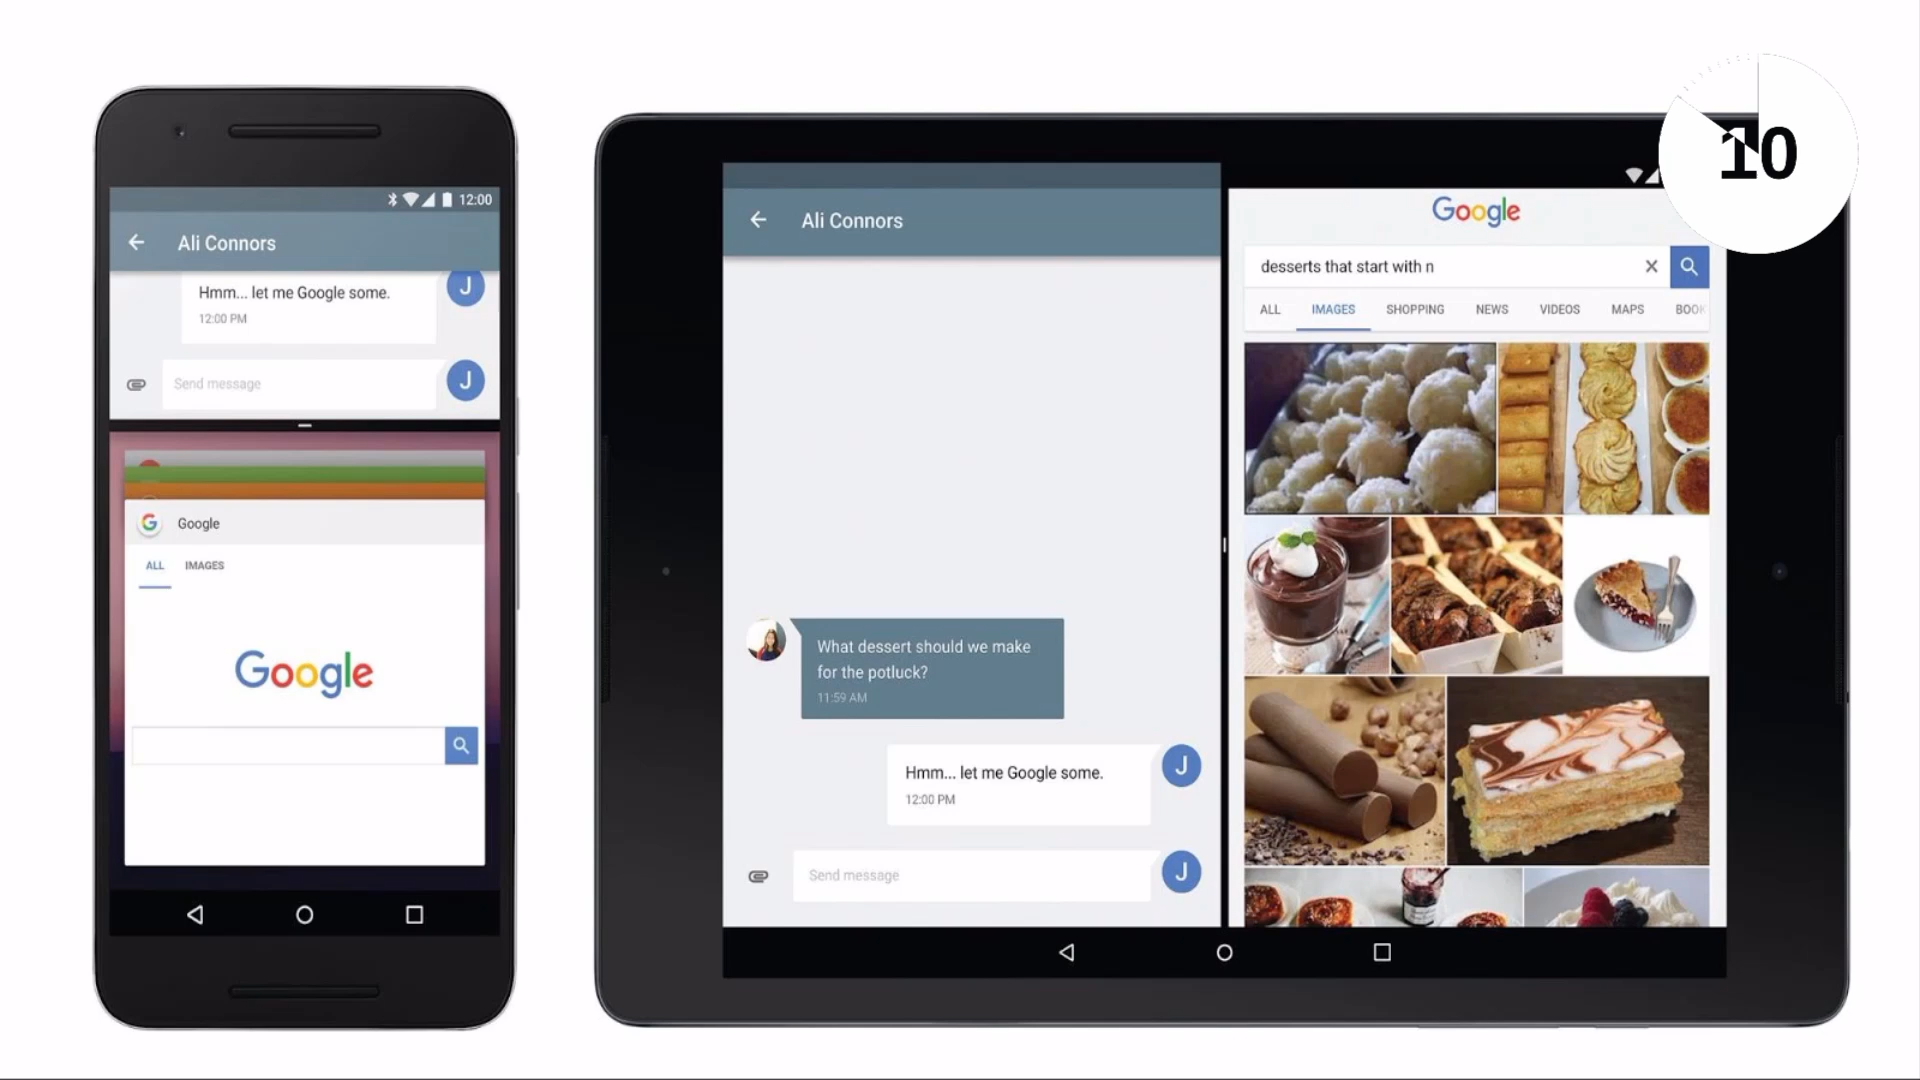 12:00
Ali Connors
Hmm... let me Google some.
12:00 PM
J
Send message
J
Google
ALL IMAGES
Google
Ali Connors
What dessert should we make
for the potluck?
11:59 AM
Hmm... let me Google some.
12:00 PM
J
Send message
J
10
Google
desserts that start with n
ALL IMAGES SHOPPING NEWS VIDEOS MAPS BOOK